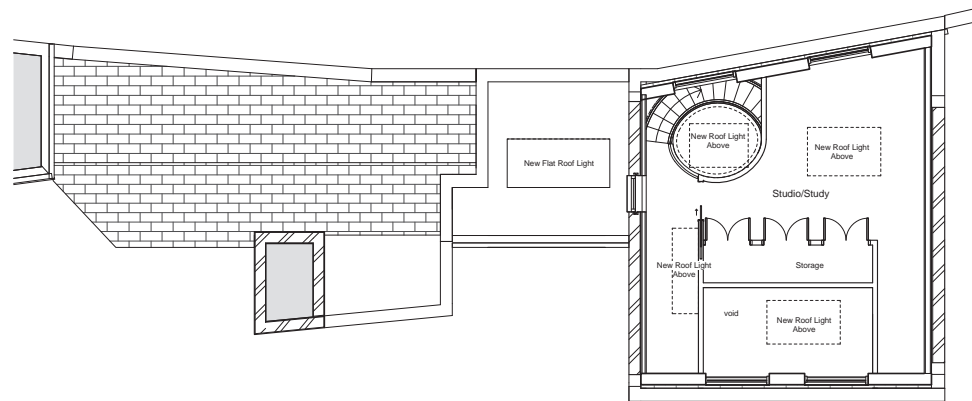 New Roof Light
Above
New Flat Roof Light
New Roof Light
Above
Studio/Study
New Roof Light
Above
Storage
void
New Roof Light
Above